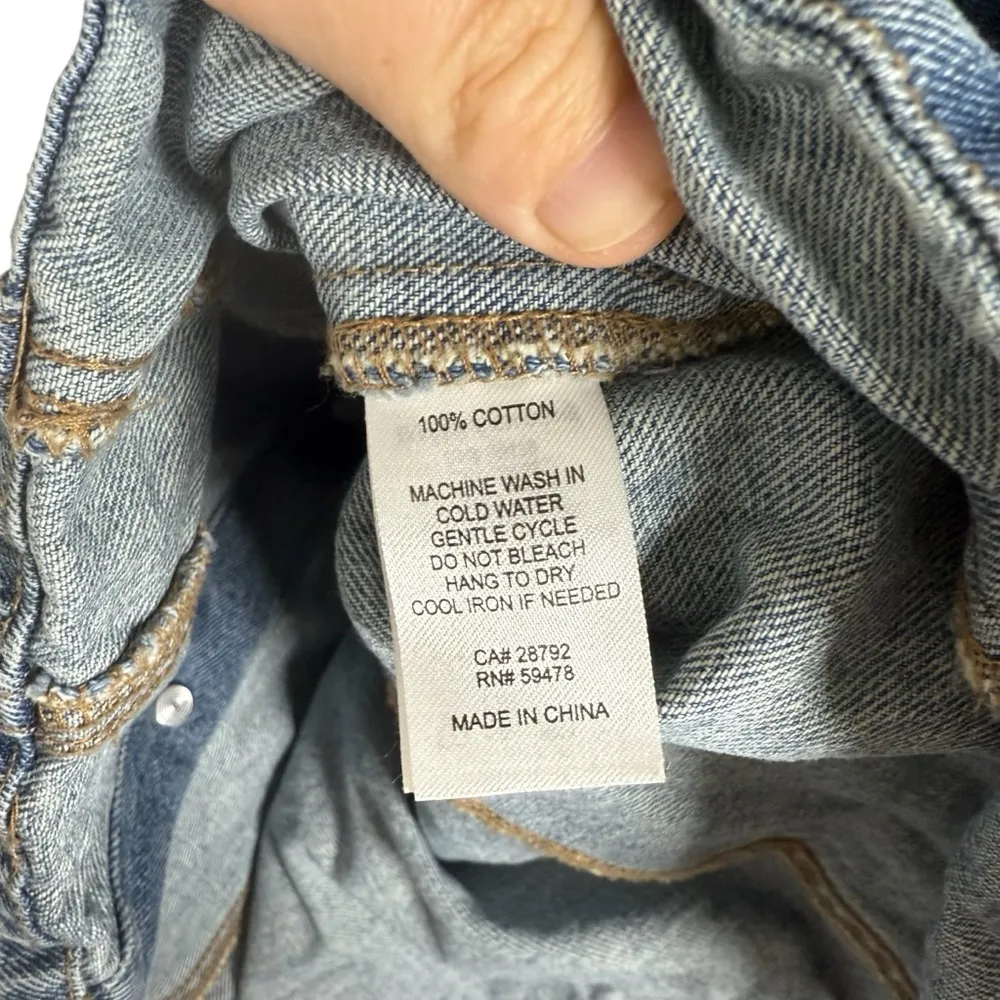 100% COTTON
MACHINE WASH IN
COLD WATER
GENTLE CYCLE
DO NOT BLEACH
HANG TO DRY
COOL IRON IF NEEDED
CA# 28792
RN# 59478
MADE IN CHINA